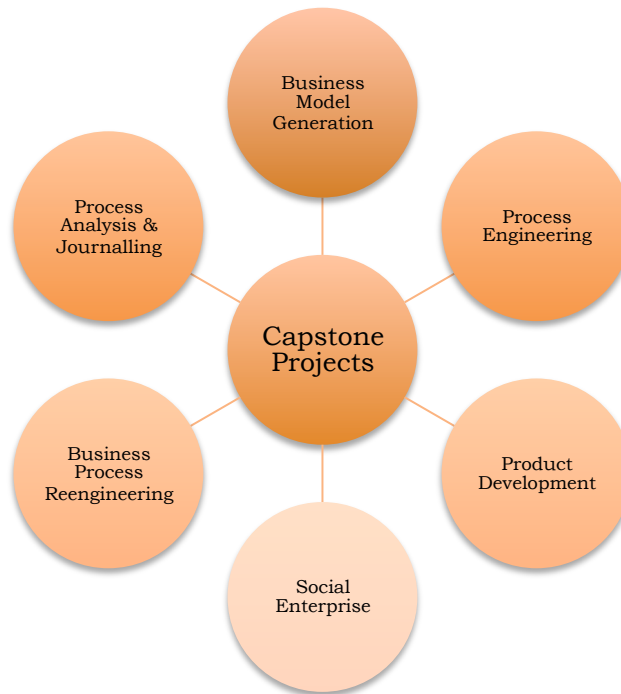 Business
Model
Generation
Process
Analysis &
Journalling
Process
Engineering
Capstone
Projects
Business
Process
Reengineering
Product
Development
Social
Enterprise